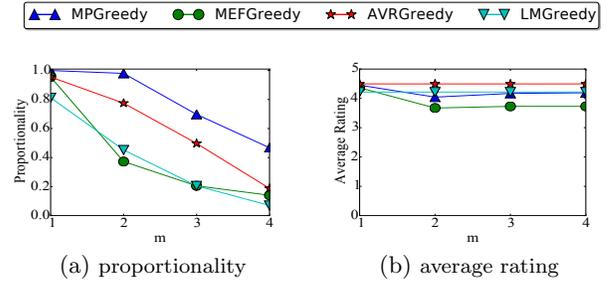 MPGreedy MEFGreedy AVRGreedy LMGreedy
1.0
0.8
0.6
0.4
0.2
0.0
Proportionality
1 2 3 4
m
(a) proportionality
5
4
3
2
1
0
Average Rating
1 2 3 4
m
(b) average rating